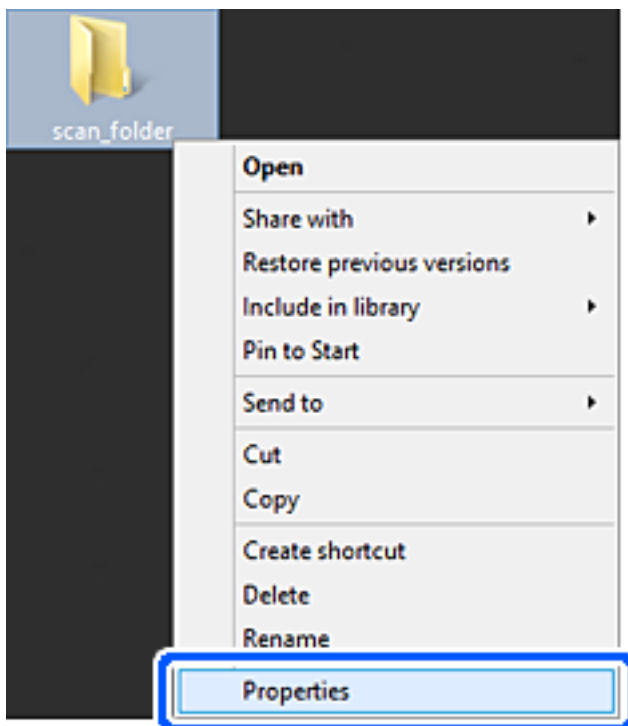 scan_folder
Open
Share with
Restore previous versions
Include in library
Pin to Start
Send to
Cut
Copy
Create shortcut
Delete
Rename
Properties